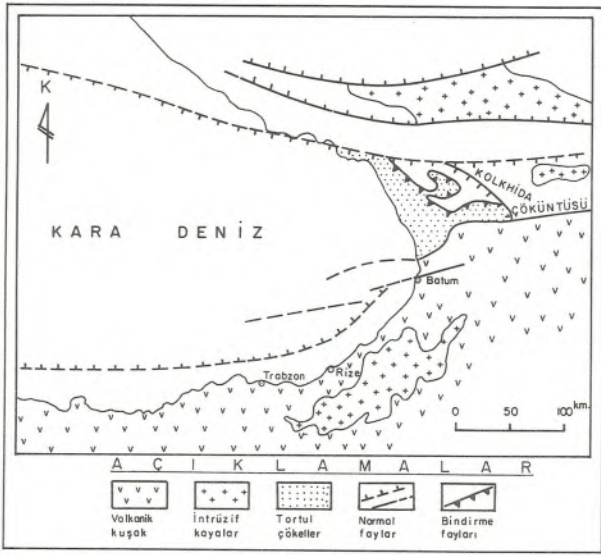 K
KOLKHİDA
ÇÖKÜNTÜSÜ
KARA DENİZ
Batum
Rize
Trabzon
0 50 100 km.
AÇIKLAMALAR
Volkanik kuşak
İntrüzif kayalar
Tortul çökeller
Normal faylar
Bindirme fayları